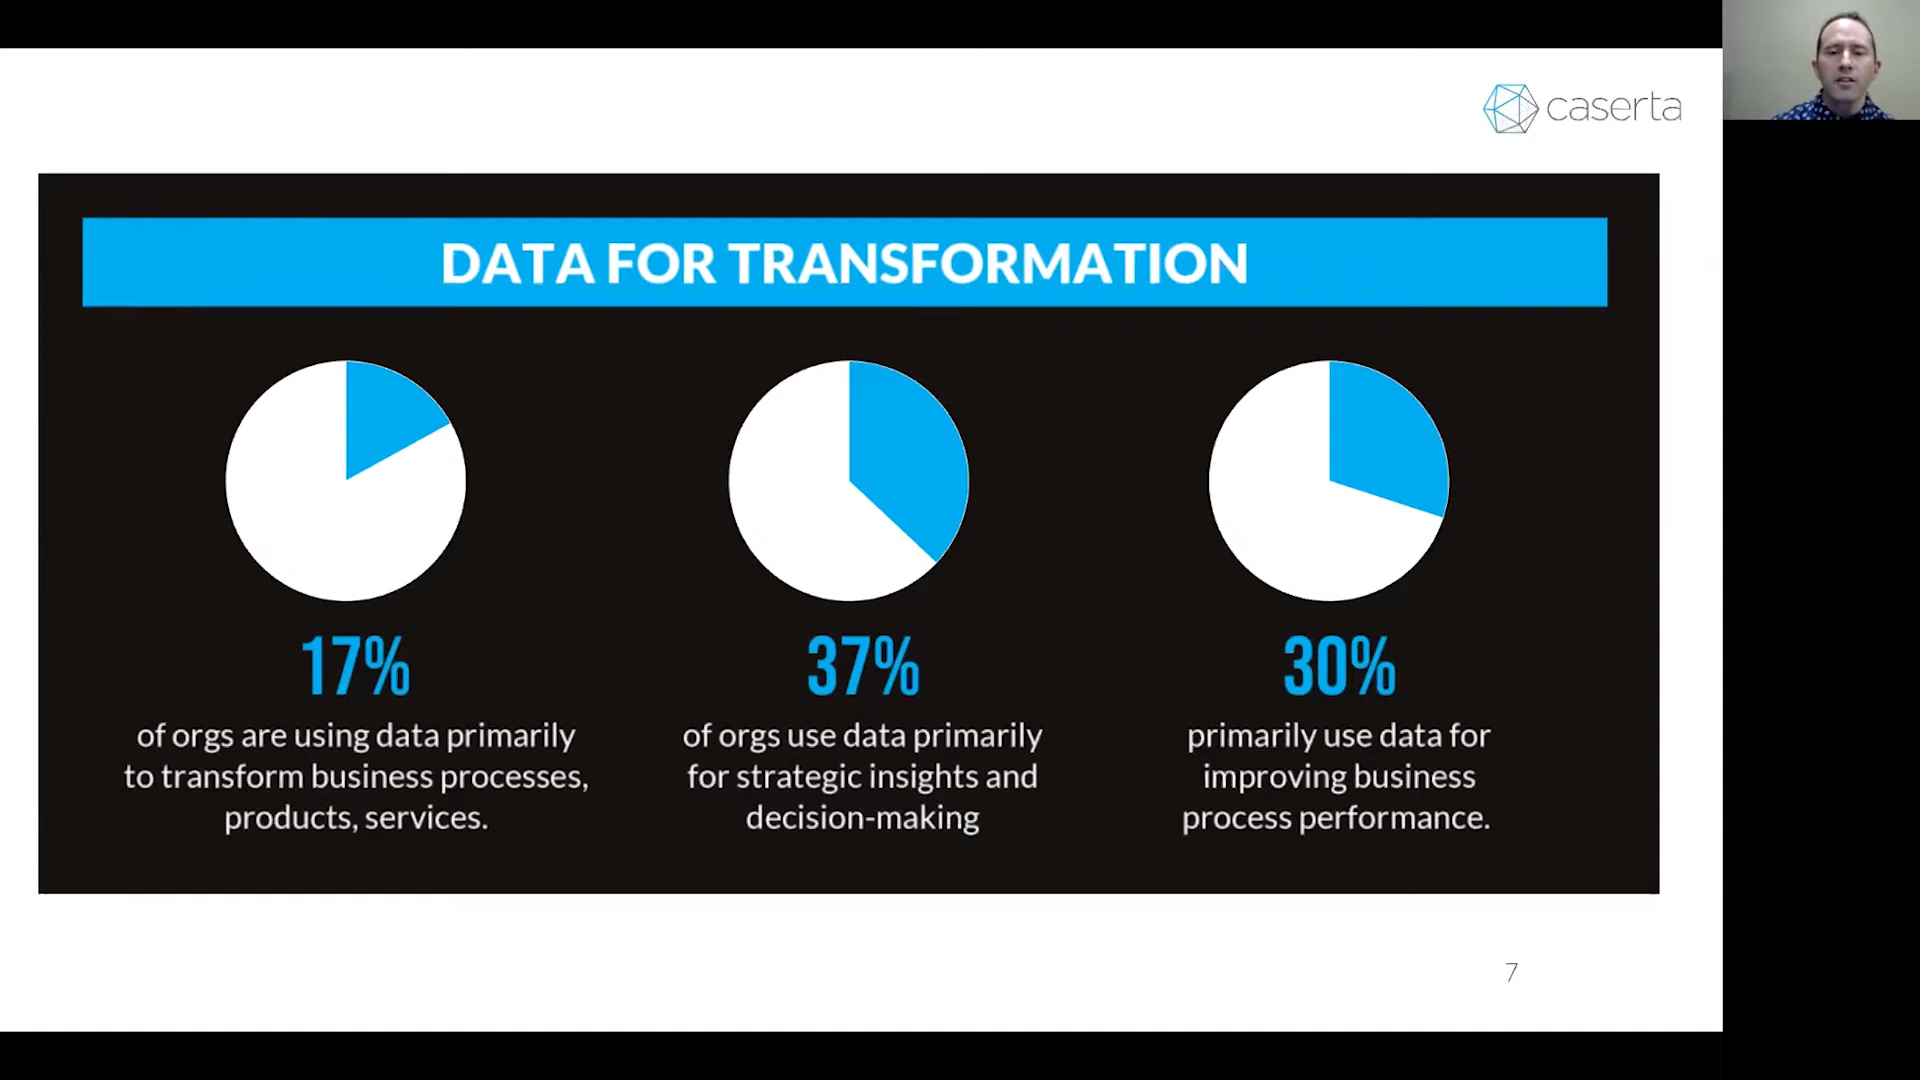 caserta
DATA FOR TRANSFORMATION
17%
of orgs are using data primarily
to transform business processes,
products, services.
37%
of orgs use data primarily
for strategic insights and
decision-making
30%
primarily use data for
improving business
process performance.
7